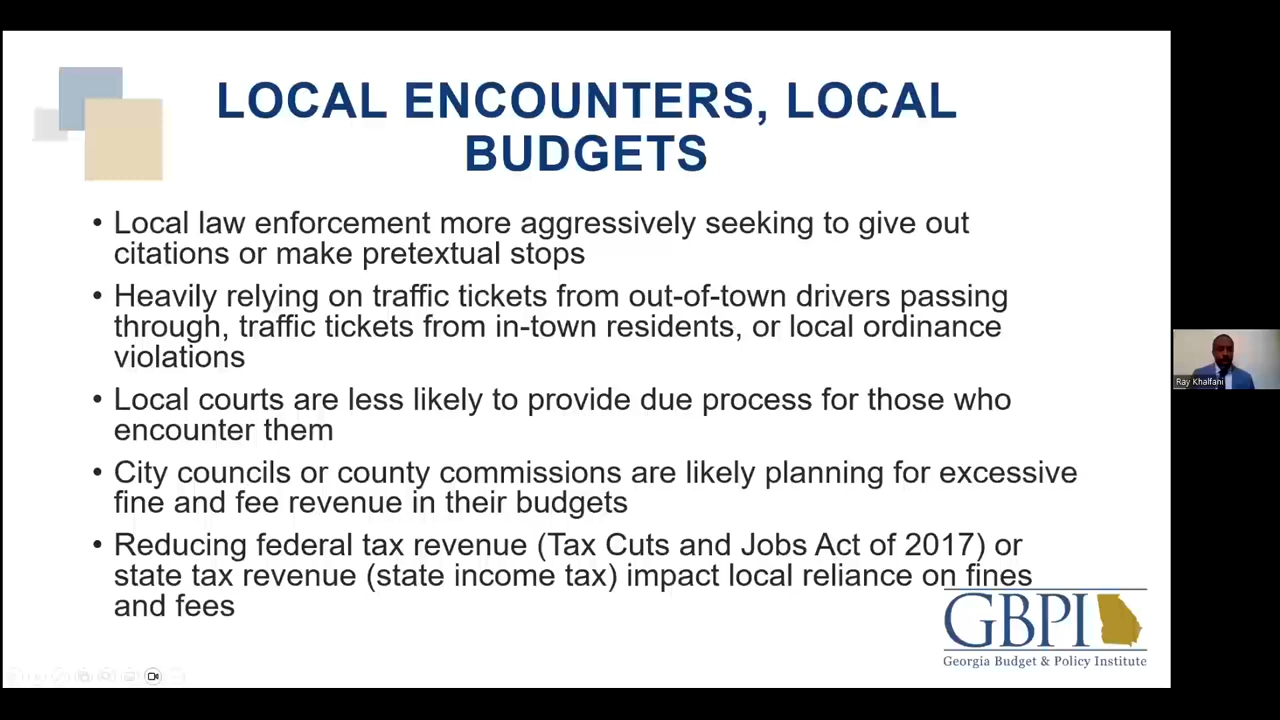 LOCAL ENCOUNTERS, LOCAL
BUDGETS
• Local law enforcement more aggressively seeking to give out
citations or make pretextual stops
• Heavily relying on traffic tickets from out-of-town drivers passing
through, traffic tickets from in-town residents, or local ordinance
violations
• Local courts are less likely to provide due process for those who
encounter them
• City councils or county commissions are likely planning for excessive
fine and fee revenue in their budgets
• Reducing federal tax revenue (Tax Cuts and Jobs Act of 2017) or
state tax revenue (state income tax) impact local reliance on fines
and fees
GBPI
Georgia Budget & Policy Institute
Ray Khalfani